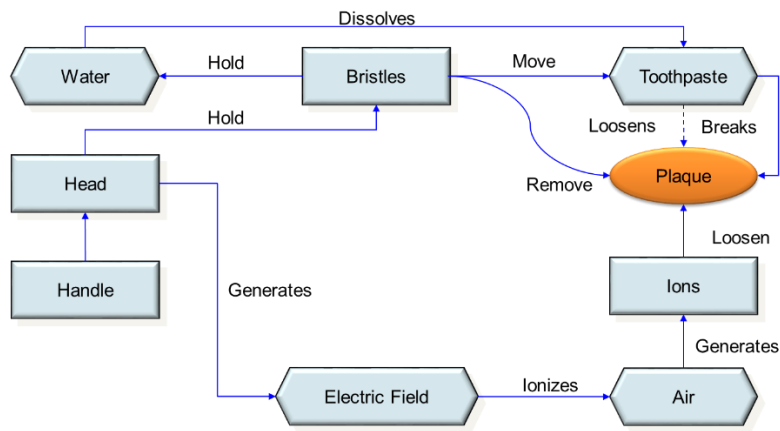 Dissolves
Water
Hold
Bristles
Move
Toothpaste
Hold
Loosens
Breaks
Head
Remove
Plaque
Loosen
Handle
Generates
Ions
Generates
Electric Field
Ionizes
Air